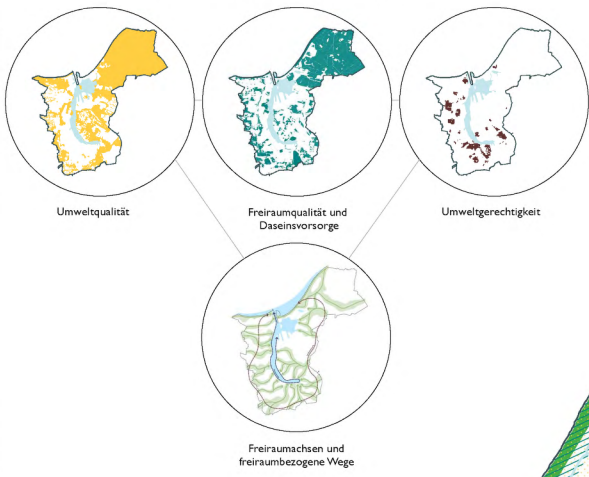 Umweltqualität
Freiraumqualität und
Daseinsvorsorge
Umweltgerechtigkeit
Freiraumachsen und
freiraumbezogene Wege